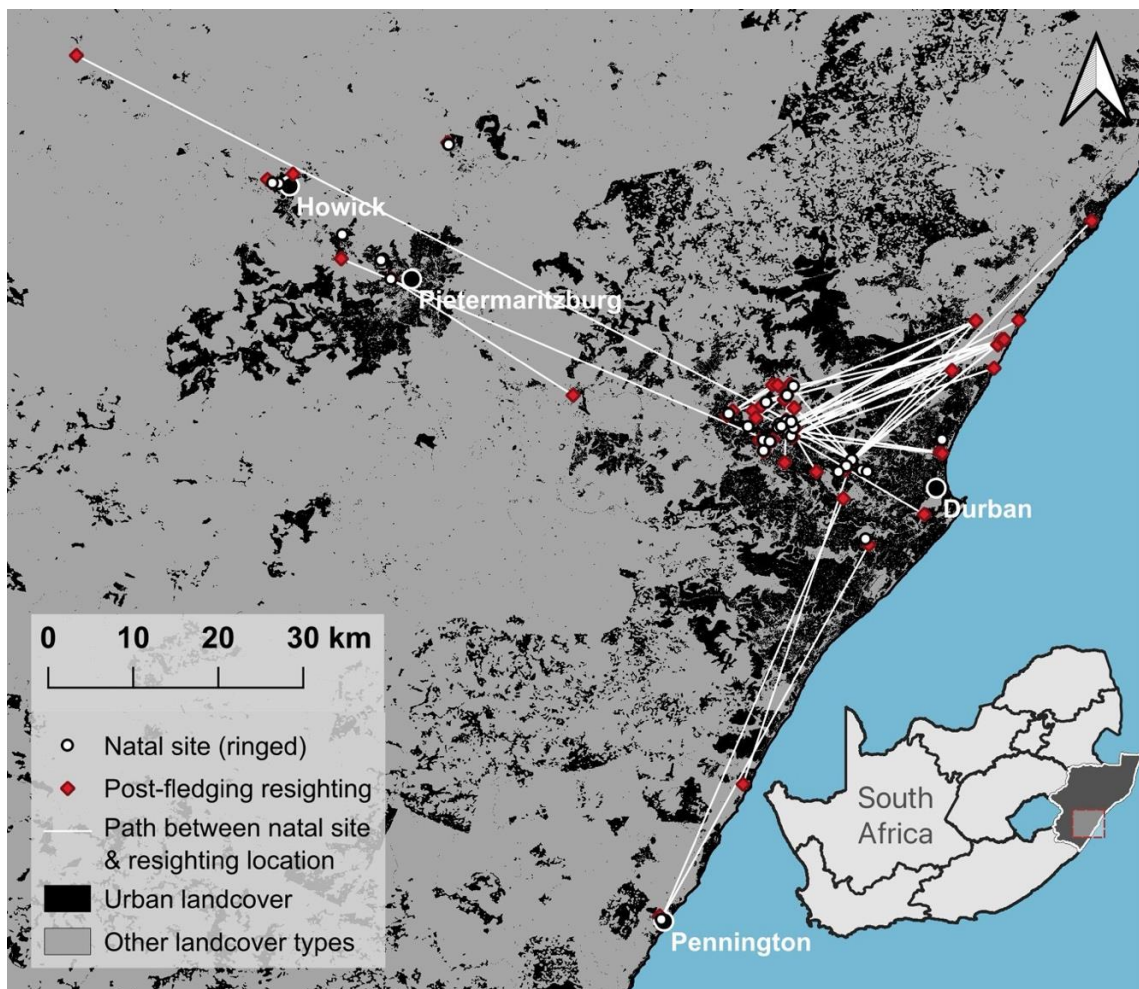 Howick
Pietermaritzburg
Durban
0 10 20 30 km
Natal site (ringed)
Post-fledging resighting
Path between natal site
& resighting location
Urban landcover
Other landcover types
South
Africa
Pennington